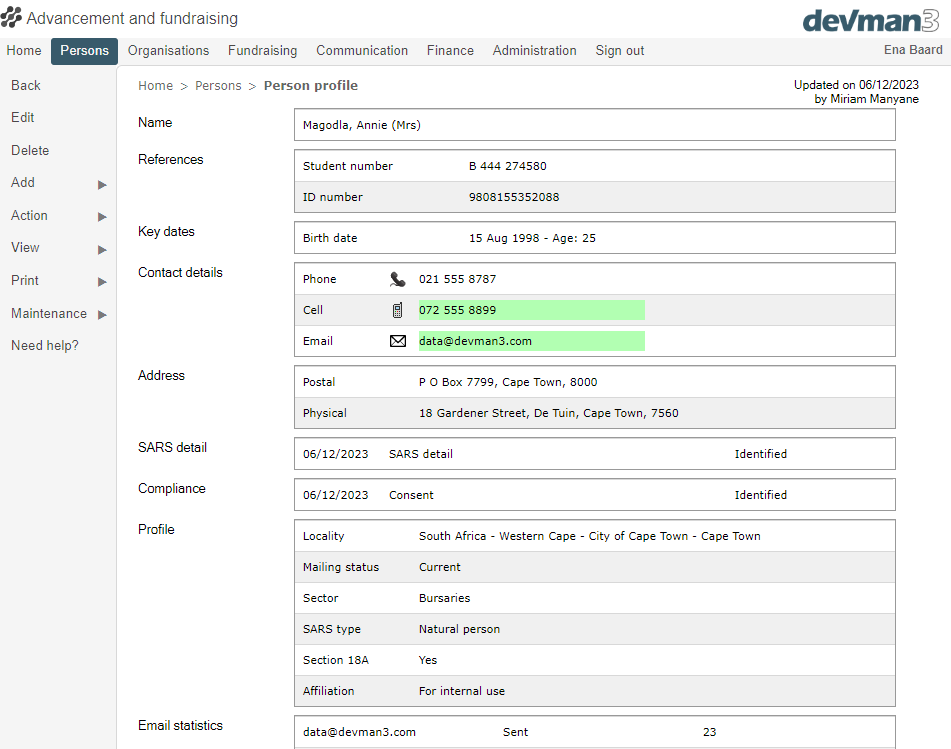 Advancement and fundraising
devman3
Home Persons Organisations Fundraising Communication Finance Administration Sign out Ena Baard
Back
Edit
Delete
Add
Action
View
Print
Maintenance
Need help?
Home > Persons > Person profile
Updated on 06/12/2023
by Miriam Manyane
Name
Magodla, Annie (Mrs)
References
Student number B 444 274580
ID number 9808155352088
Key dates
Birth date 15 Aug 1998 - Age: 25
Contact details
Phone 021 555 8787
Cell 072 555 8899
Email data@devman3.com
Address
Postal P O Box 7799, Cape Town, 8000
Physical 18 Gardener Street, De Tuin, Cape Town, 7560
SARS detail
06/12/2023 SARS detail Identified
Compliance
06/12/2023 Consent Identified
Profile
Locality South Africa - Western Cape - City of Cape Town - Cape Town
Mailing status Current
Sector Bursaries
SARS type Natural person
Section 18A Yes
Affiliation For internal use
Email statistics
data@devman3.com Sent 23